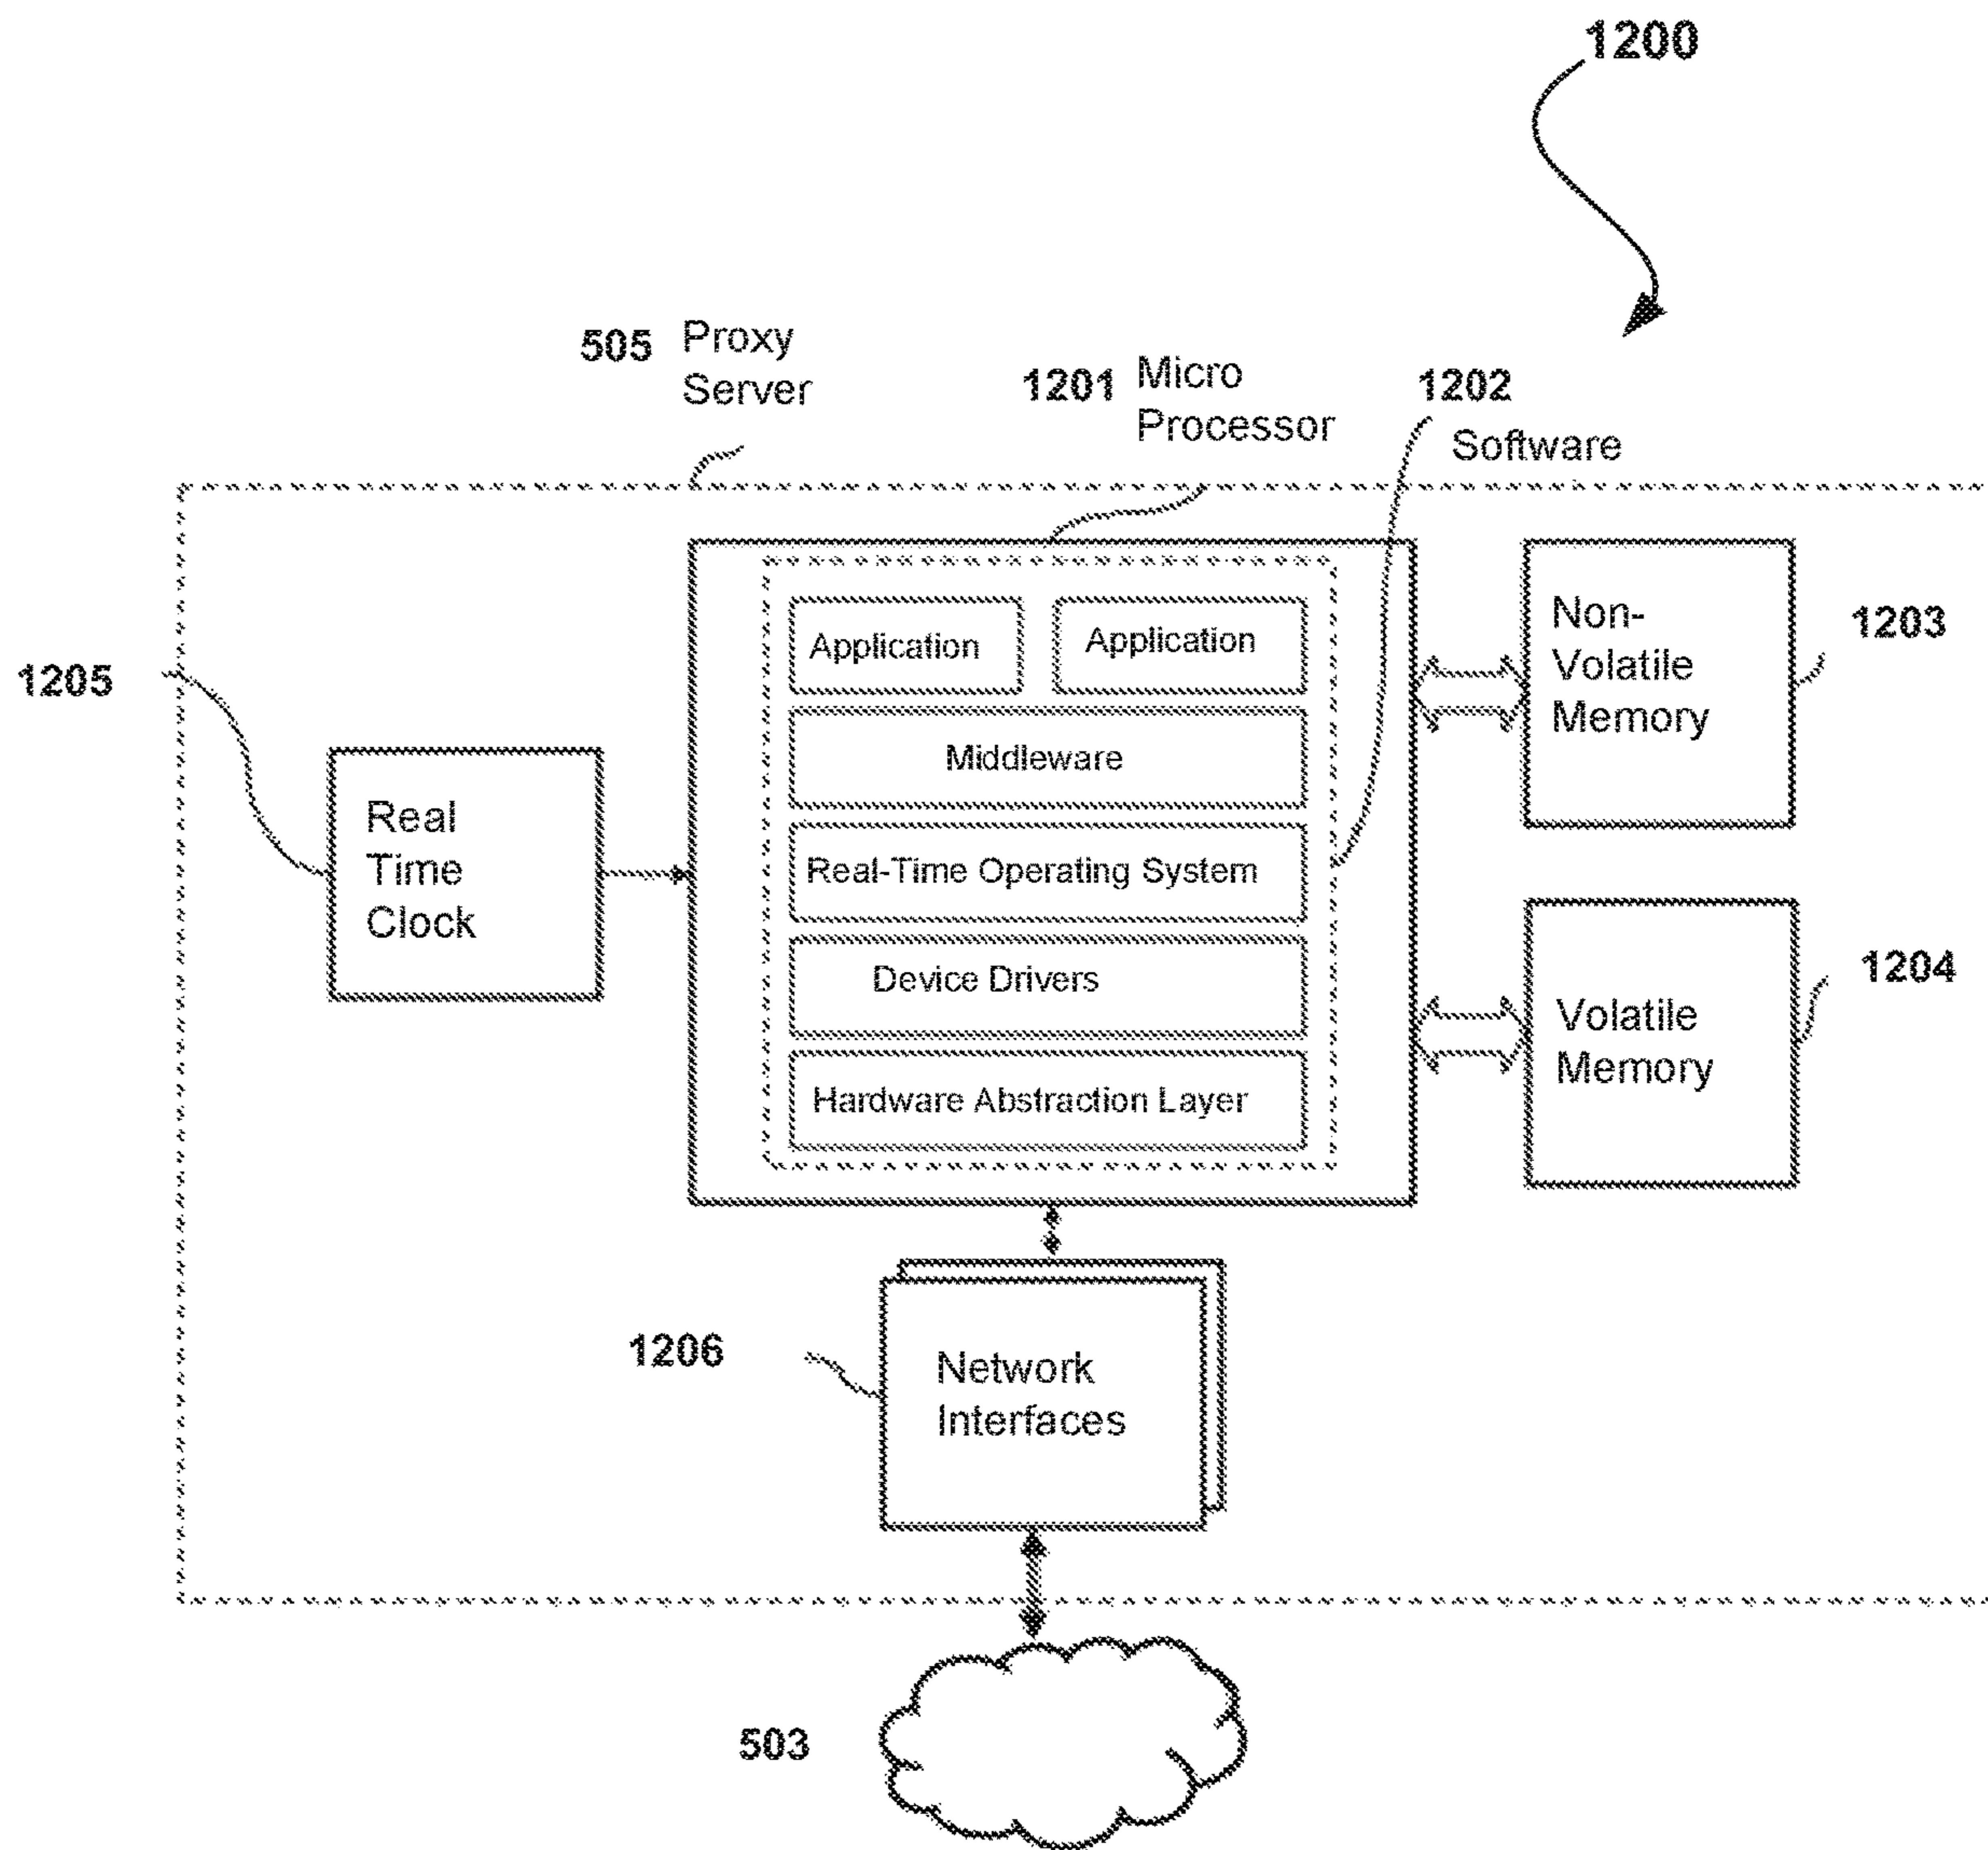 1200
505 Proxy
Server
1201 Micro
Processor
1202
Software
Application
Application
Middleware
Real-Time Operating System
Device Drivers
Hardware Abstraction Layer
Non-
Volatile
Memory
1203
1205
Real
Time
Clock
Volatile
Memory
1204
1206
Network
Interfaces
503